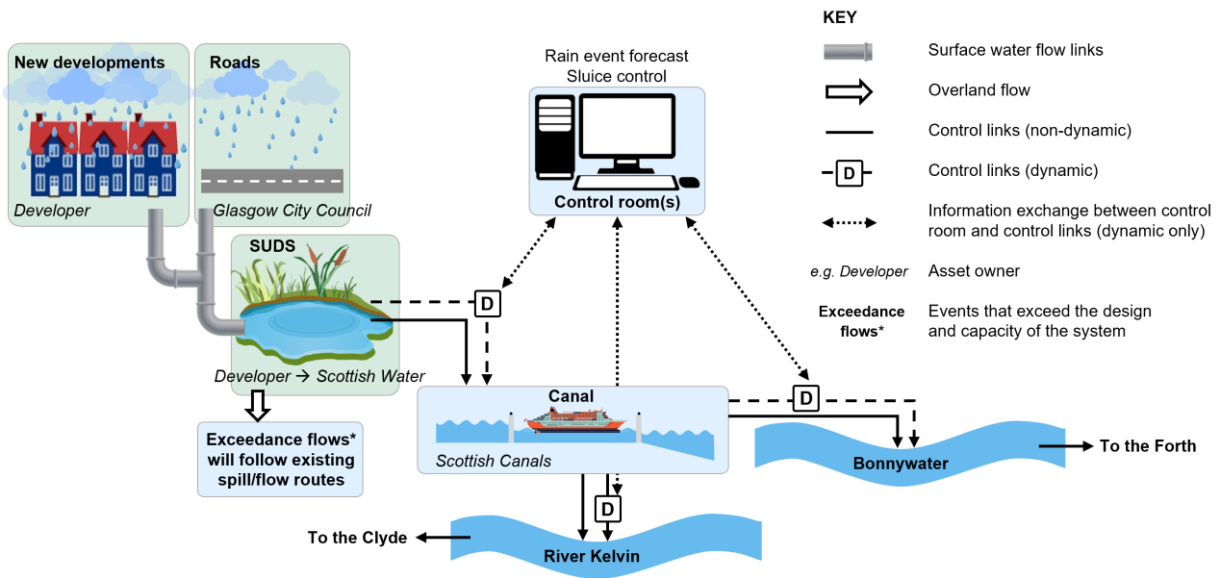 New developments
Developer
Roads
Glasgow City Council
SUDS
Developer → Scottish Water
Exceedance flows*
will follow existing
spill/flow routes
Rain event forecast
Sluice control
Control room(s)
D
D
D
Canal
Scottish Canals
Bonnywater
To the Forth
To the Clyde
River Kelvin
KEY
Surface water flow links
Overland flow
Control links (non-dynamic)
D
Control links (dynamic)
Information exchange between control
room and control links (dynamic only)
e.g. Developer
Asset owner
Exceedance
flows*
Events that exceed the design
and capacity of the system